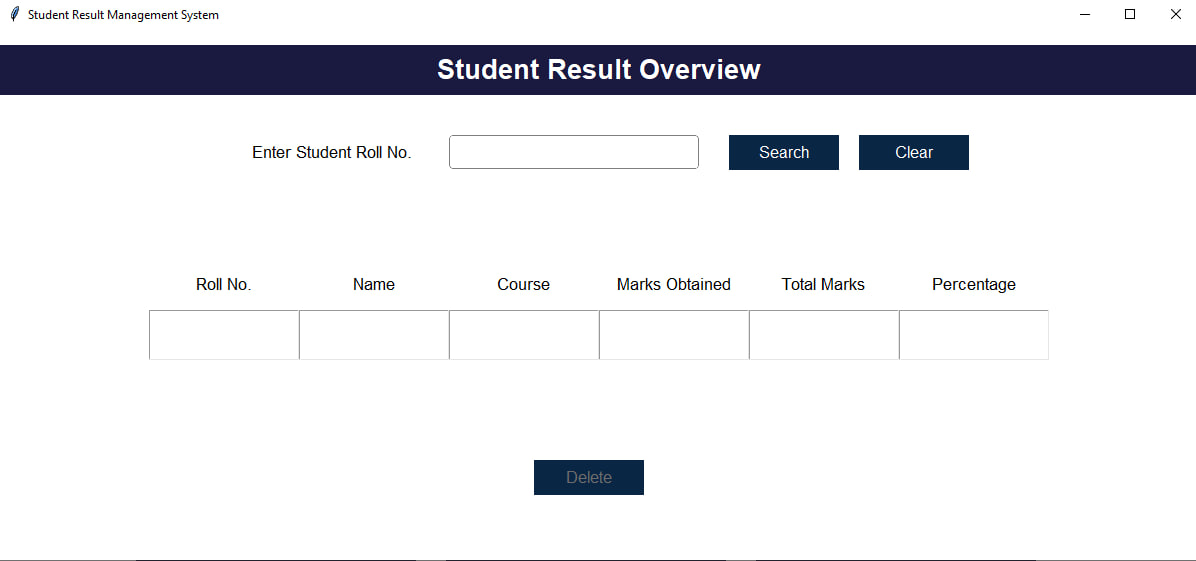 Student Result Management System
Student Result Overview
Enter Student Roll No.
Search
Clear
Roll No.
Name
Course
Marks Obtained
Total Marks
Percentage
Delete